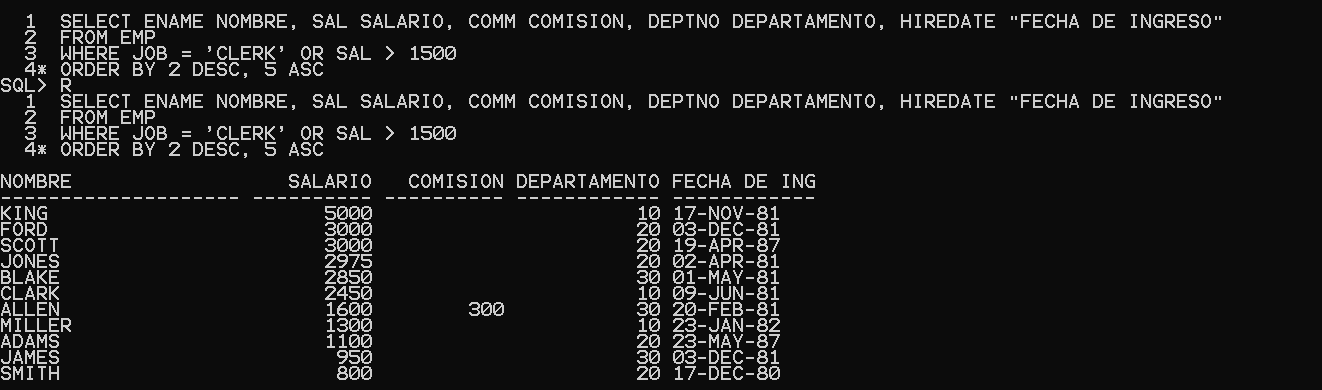 1  SELECT ENAME NOMBRE, SAL SALARIO, COMM COMISION, DEPTNO DEPARTAMENTO, HIREDATE "FECHA DE INGRESO"
  2  FROM EMP
  3  WHERE JOB = 'CLERK' OR SAL > 1500
  4* ORDER BY 2 DESC, 5 ASC
SQL> R
  1  SELECT ENAME NOMBRE, SAL SALARIO, COMM COMISION, DEPTNO DEPARTAMENTO, HIREDATE "FECHA DE INGRESO"
  2  FROM EMP
  3  WHERE JOB = 'CLERK' OR SAL > 1500
  4* ORDER BY 2 DESC, 5 ASC
NOMBRE                  SALARIO   COMISION DEPARTAMENTO FECHA DE ING
-------------------- ---------- ---------- ------------ ------------
KING                       5000                      10 17-NOV-81
FORD                       3000                      20 03-DEC-81
SCOTT                      3000                      20 19-APR-87
JONES                      2975                      20 02-APR-81
BLAKE                      2850                      30 01-MAY-81
CLARK                      2450                      10 09-JUN-81
ALLEN                      1600        300           30 20-FEB-81
MILLER                     1300                      10 23-JAN-82
ADAMS                      1100                      20 23-MAY-87
JAMES                       950                      30 03-DEC-81
SMITH                       800                      20 17-DEC-80